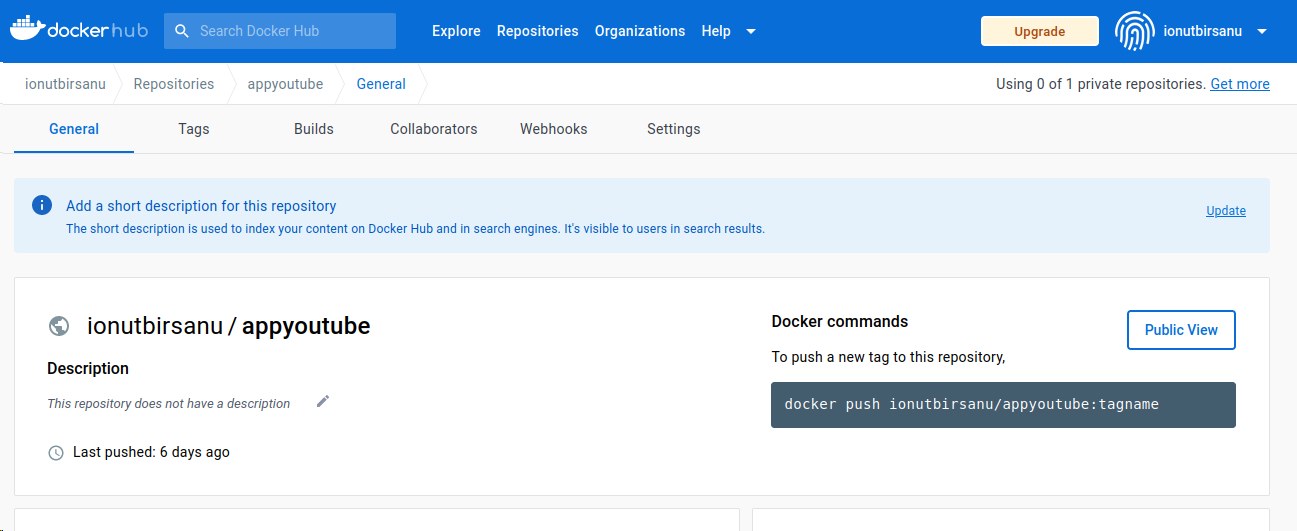 dockerhub Search Docker Hub Explore Repositories Organizations Help Upgrade ionutbirsanu
ionutbirsanu Repositories appyoutube General Using 0 of 1 private repositories. Get more
General Tags Builds Collaborators Webhooks Settings
Add a short description for this repository
The short description is used to index your content on Docker Hub and in search engines. It's visible to users in search results.
Update
ionutbirsanu / appyoutube
Description
This repository does not have a description
Last pushed: 6 days ago
Docker commands
Public View
To push a new tag to this repository,
docker push ionutbirsanu/appyoutube:tagname